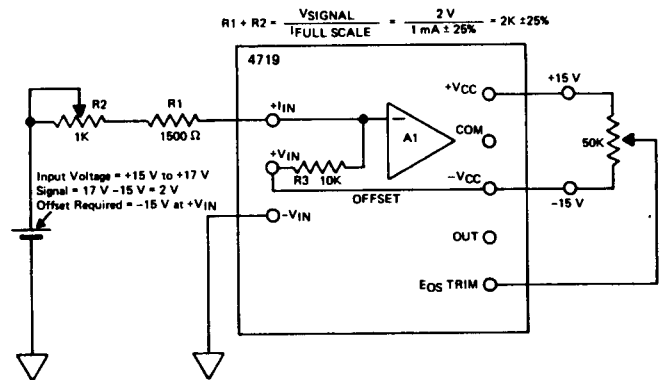 R1 + R2 = VSIGNAL / IFULL SCALE = 2 V / 1 mA ± 25% = 2K ±25%
4719
+VCC
+15 V
R2
R1
+IIN
1K
1500 Ω
A1
COM
50K
+VIN
R3 10K
-VCC
OFFSET
-15 V
Input Voltage = +15 V to +17 V
Signal = 17 V -15 V = 2 V
Offset Required = -15 V at +VIN
-VIN
OUT
EOS TRIM